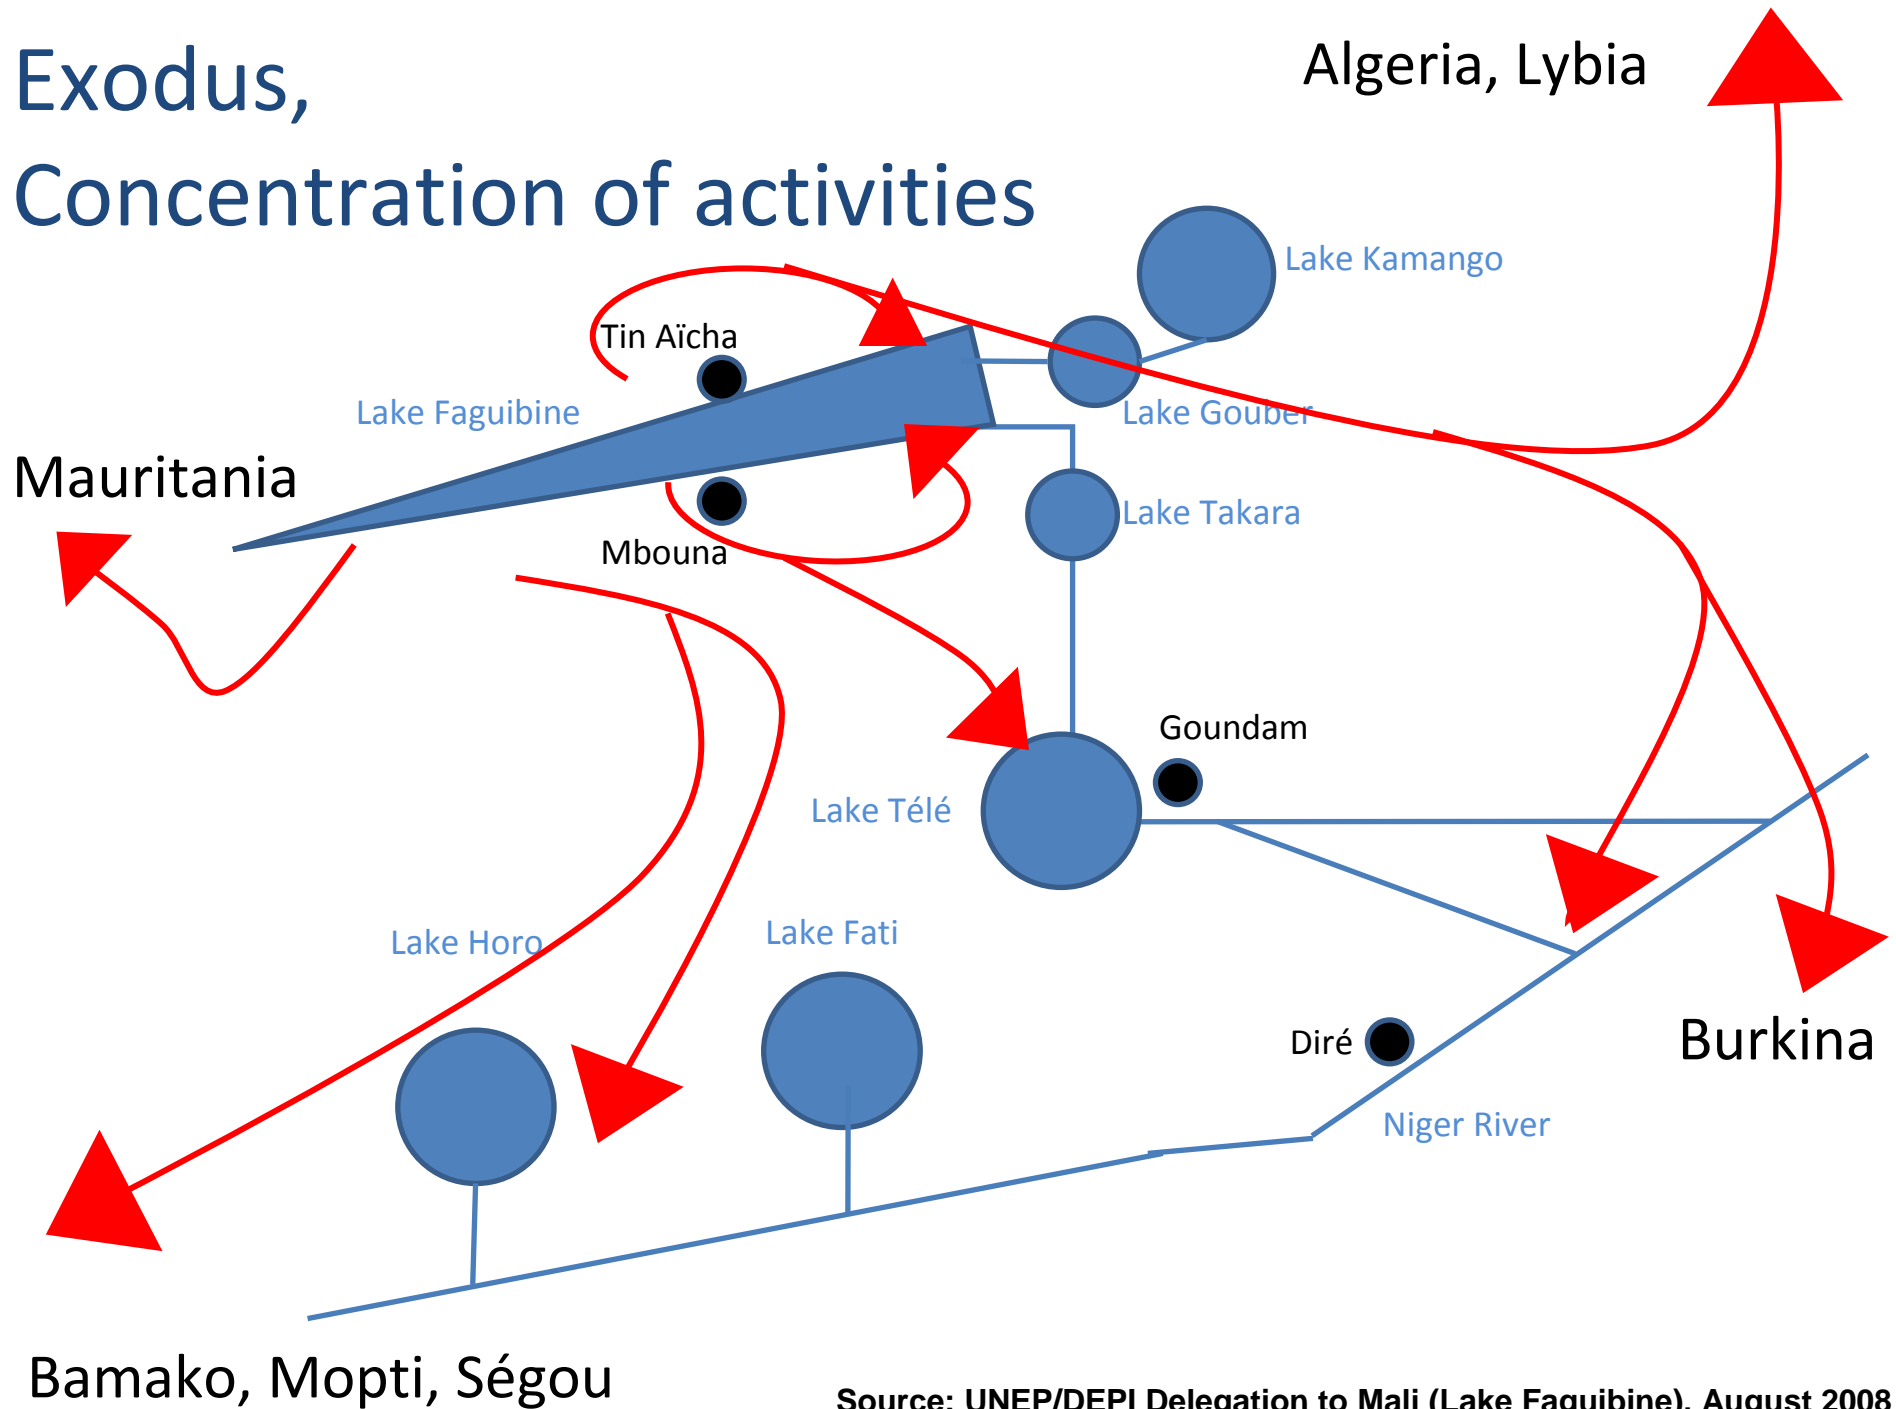 Exodus,
Concentration of activities
Algeria, Lybia
Lake Kamango
Tin Aïcha
Lake Faguibine
Lake Gouber
Mauritania
Lake Takara
Mbouna
Goundam
Lake Télé
Lake Horo
Lake Fati
Diré
Burkina
Niger River
Bamako, Mopti, Ségou
Source: UNEP/DEPI Delegation to Mali (Lake Faguibine), August 2008